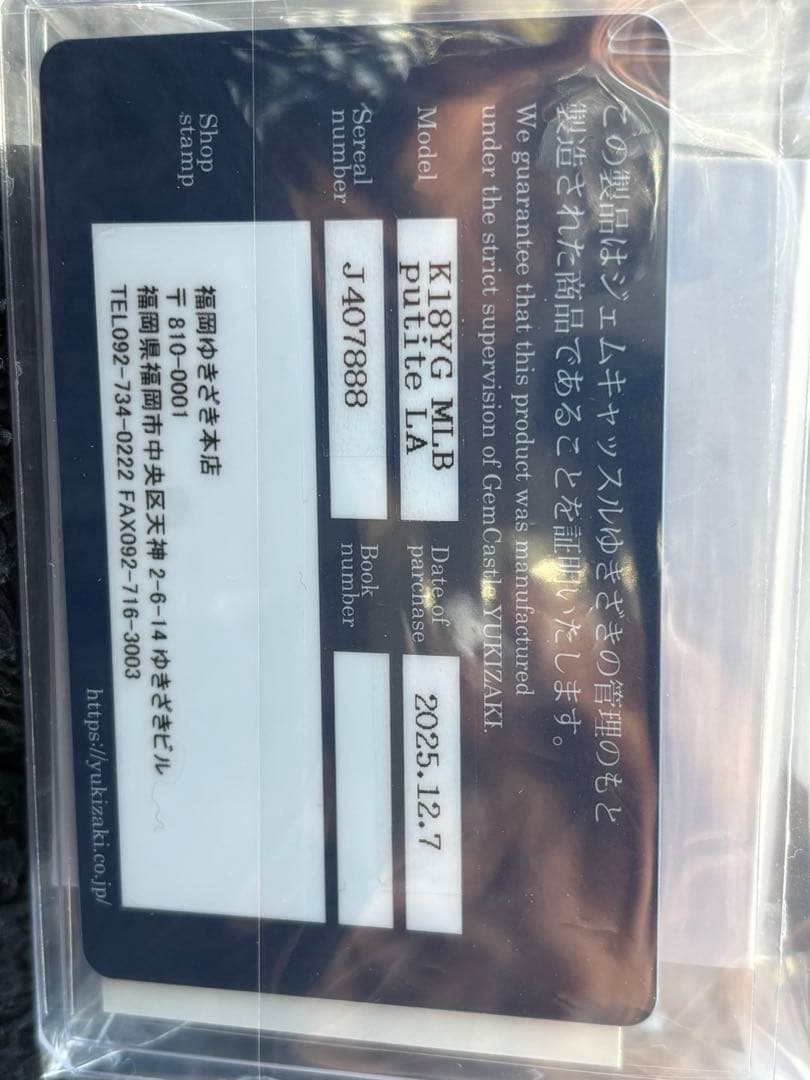 この製品はジェムキャッスルゆきざきの管理のもと
製造された商品であることを証明いたします。
We guarantee that this product was manufactured
under the strict supervision of GemCastle YUKIZAKI.
Model
K18YG MLB
putite LA
Date of
parchase
2025.12.7
Sereal
number
J407888
Book
number
Shop
stamp
福岡ゆきざき本店
〒 810-0001
福岡県福岡市中央区天神 2-6-14 ゆきざきビル
TEL092-734-0222 FAX092-716-3003
https://yukizaki.co.jp/